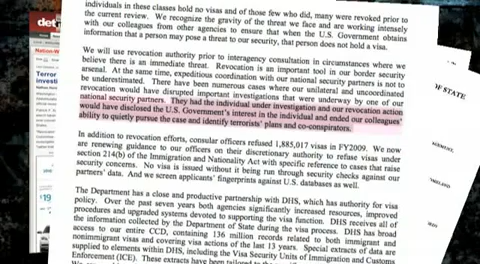 individuals in these classes hold no visas and of those few who did, many were revoked prior to
the current review. We recognize the gravity of the threat we face and are working intensely
with our colleagues from other agencies to ensure that when the U.S. Government obtains
information that a person may pose a threat to our security, that person does not hold a visa.
We will use revocation authority prior to interagency consultation in circumstances where we
believe there is an immediate threat. Revocation is an important tool in our border security
arsenal. At the same time, expeditious coordination with our national security partners is not to
be underestimated. There have been numerous cases where our unilateral and uncoordinated
revocation would have disrupted important investigations that were underway by one of our
national security partners. They had the individual under investigation and our revocation action
would have disclosed the U.S. Government's interest in the individual and ended our colleagues'
ability to quietly pursue the case and identify terrorists' plans and co-conspirators.
In addition to revocation efforts, consular officers refused 1,885,017 visas in FY2009. We now
are renewing guidance to our officers on their discretionary authority to refuse visas under
section 214(b) of the Immigration and Nationality Act with specific reference to cases that raise
security concerns. No visa is issued without it being run through security checks against our
partners' data. And we screen applicants' fingerprints against U.S. databases as well.
The Department has a close and productive partnership with DHS, which has authority for visa
policy. Over the past seven years both agencies significantly increased resources, improved
procedures and upgraded systems devoted to supporting the visa function. DHS receives all of
the information collected by the Department of State during the visa process. DHS has broad
access to our entire CCD, containing 136 million records related to both immigrant and
nonimmigrant visas and covering visa actions of the last 13 years. Special extracts of data are
supplied to elements within DHS, including the Visa Security Units of Immigration and Customs
Enforcement (ICE). These extracts have been tailored to the
det
Nation
Terror
investi
OF STATE